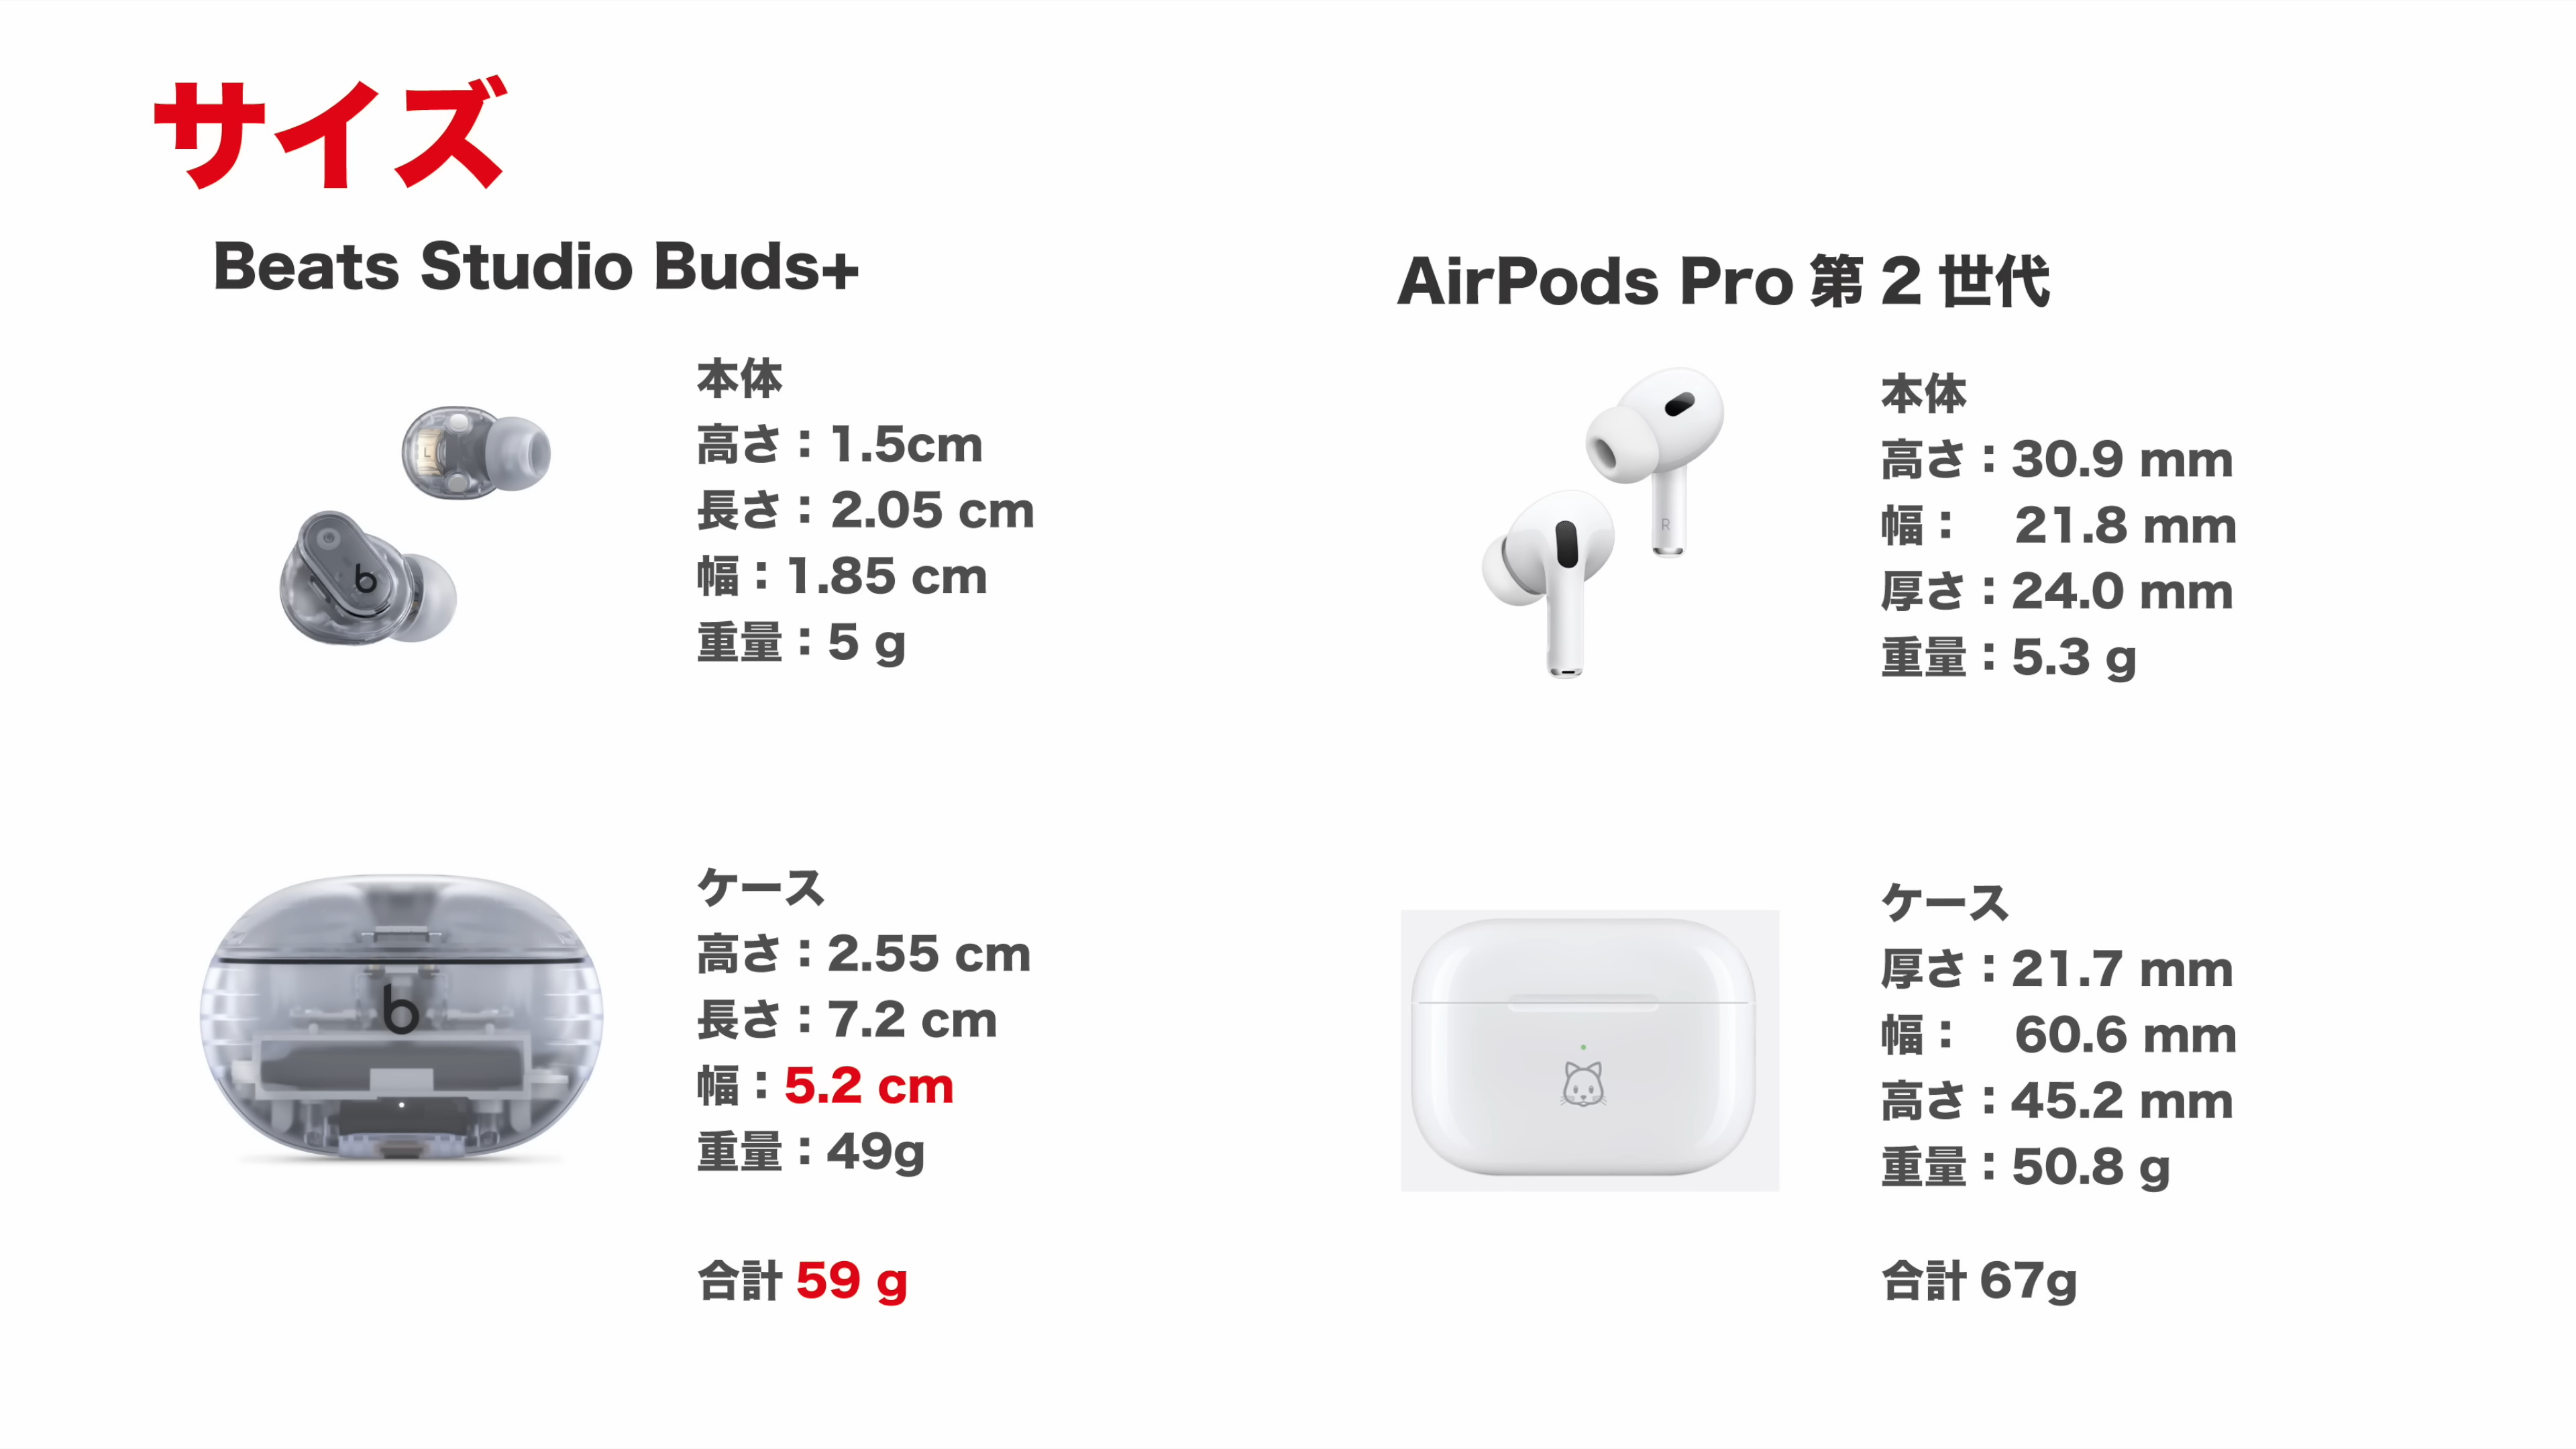 サイズ
Beats Studio Buds+
本体
高さ：1.5cm
長さ：2.05 cm
幅：1.85 cm
重量：5 g
L
b
ケース
高さ：2.55 cm
長さ：7.2 cm
幅：5.2 cm
重量：49g
b
合計 59 g
AirPods Pro 第2世代
本体
高さ：30.9 mm
幅：　21.8 mm
厚さ：24.0 mm
重量：5.3 g
R
ケース
厚さ：21.7 mm
幅：　60.6 mm
高さ：45.2 mm
重量：50.8 g
合計 67g